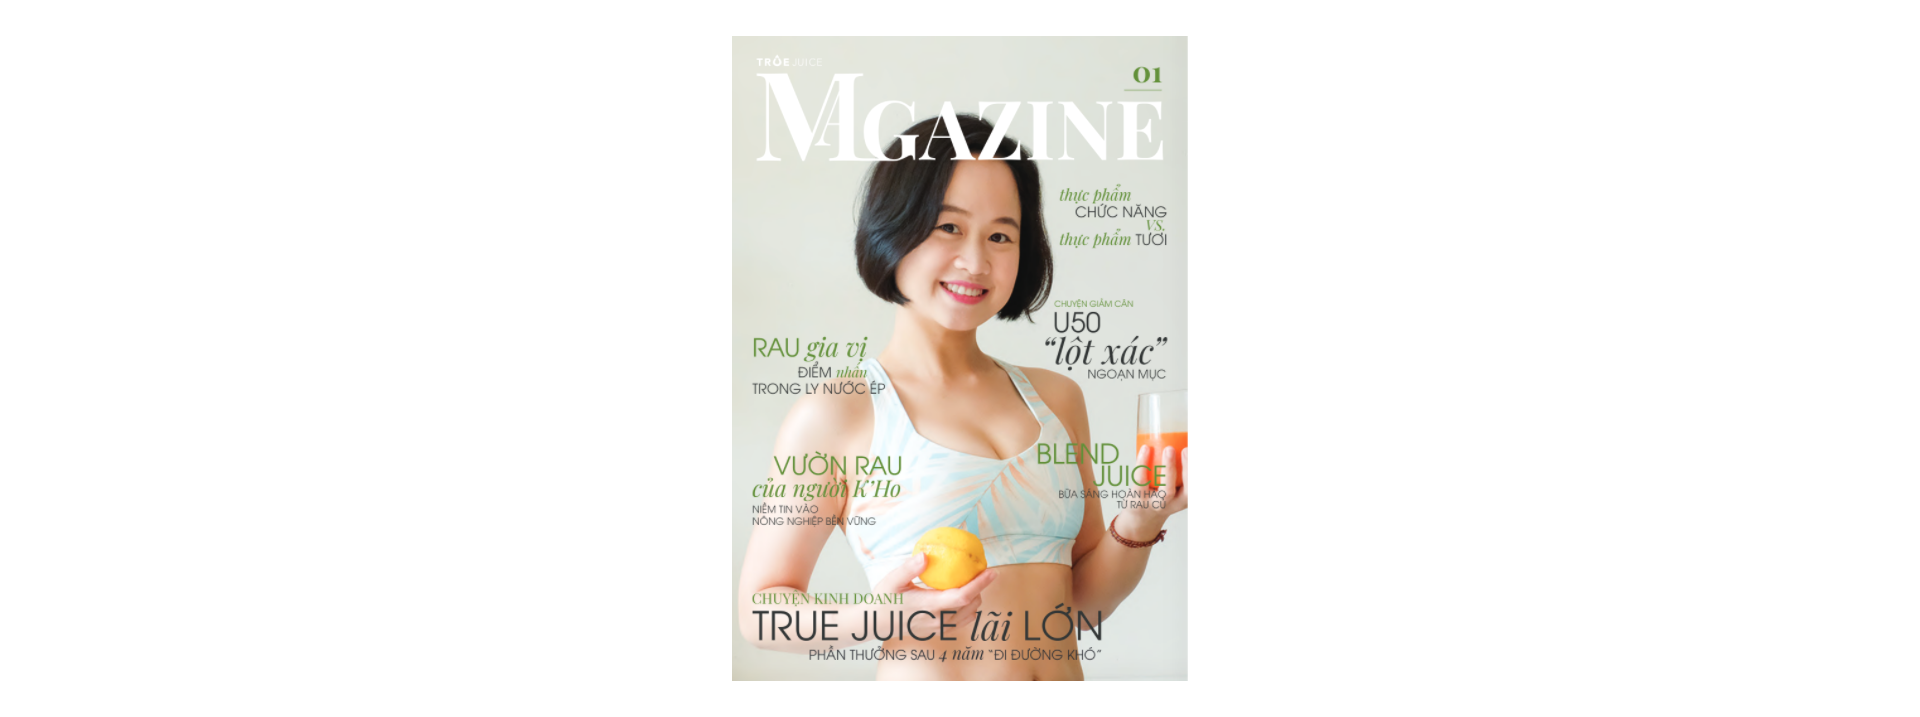 TRUE JUICE
MAGAZINE
01
thực phẩm
CHỨC NĂNG
VS.
thực phẩm TƯƠI
CHUYỆN GIẢM CÂN
U50
“lột xác”
NGOẠN MỤC
RAU gia vị
ĐIỂM nhấn
TRONG LY NƯỚC ÉP
BLEND
JUICE
BỮA SÁNG HOÀN HẢO
TỪ RAU CỦ
VƯỜN RAU
của người K’Ho
NIỀM TIN VÀO
NÔNG NGHIỆP BỀN VỮNG
CHUYỆN KINH DOANH
TRUE JUICE lãi LỚN
PHẦN THƯỞNG SAU 4 năm “ĐI ĐƯỜNG KHÓ”